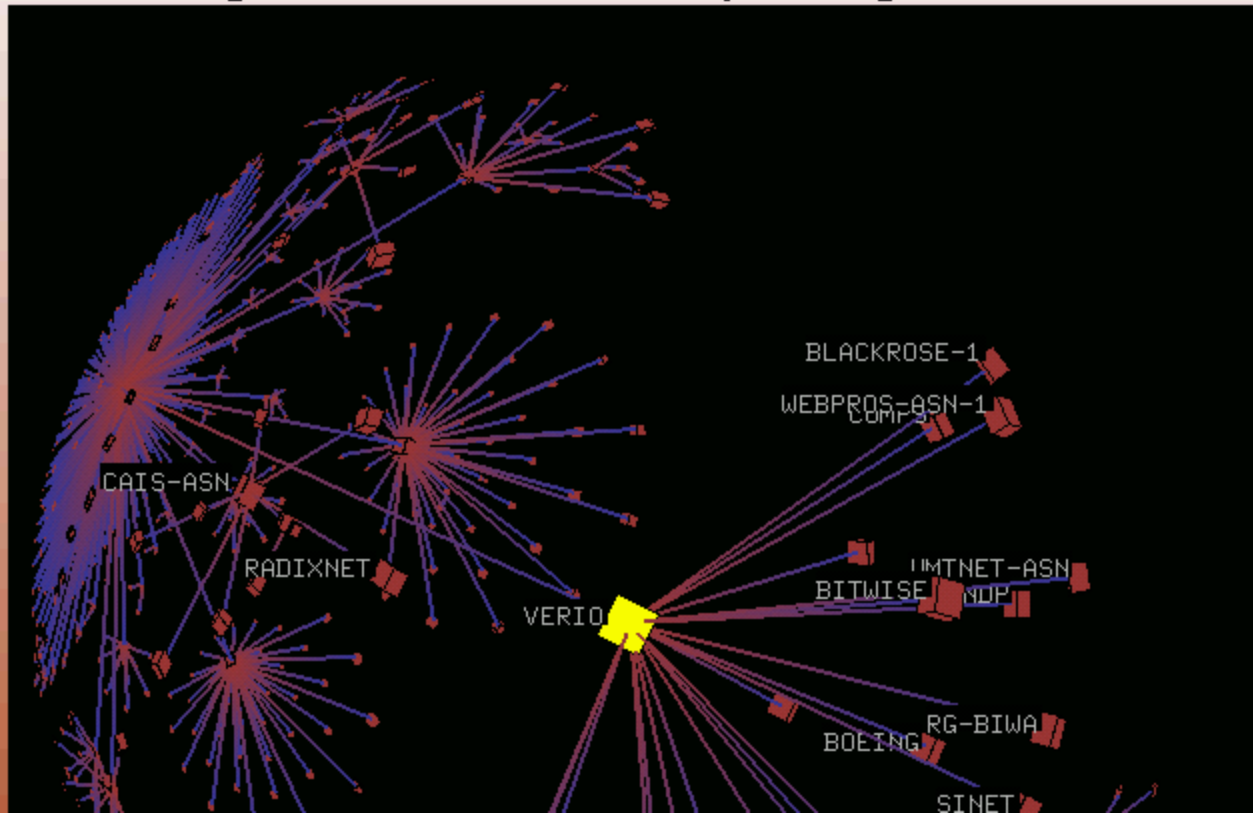 BLACKROSE-1
WEBPROS-ASN-1
CAIS-ASN
RADIXNET
BITWISE
VERIO
RG-BIWA
BOEING
SINET